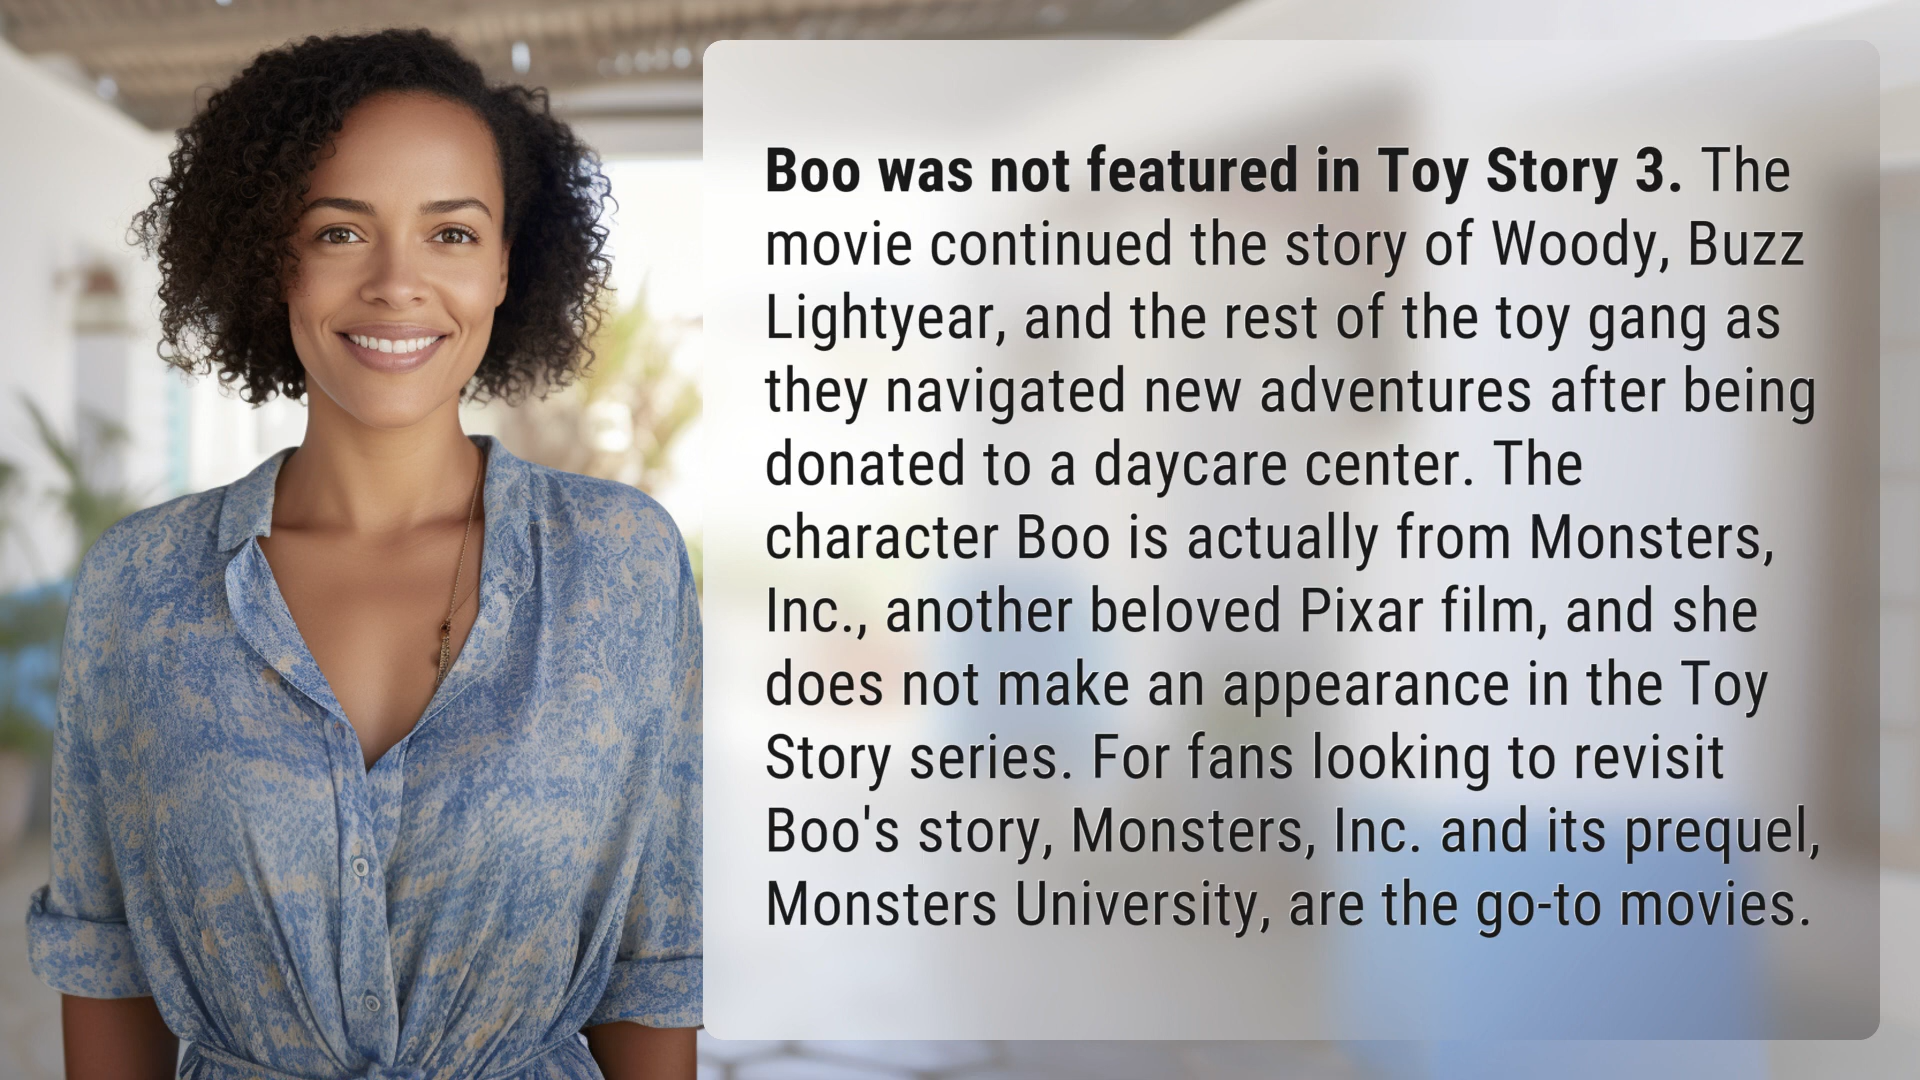 Boo was not featured in Toy Story 3. The
movie continued the story of Woody, Buzz
Lightyear, and the rest of the toy gang as
they navigated new adventures after being
donated to a daycare center. The
character Boo is actually from Monsters,
Inc., another beloved Pixar film, and she
does not make an appearance in the Toy
Story series. For fans looking to revisit
Boo's story, Monsters, Inc. and its prequel,
Monsters University, are the go-to movies.